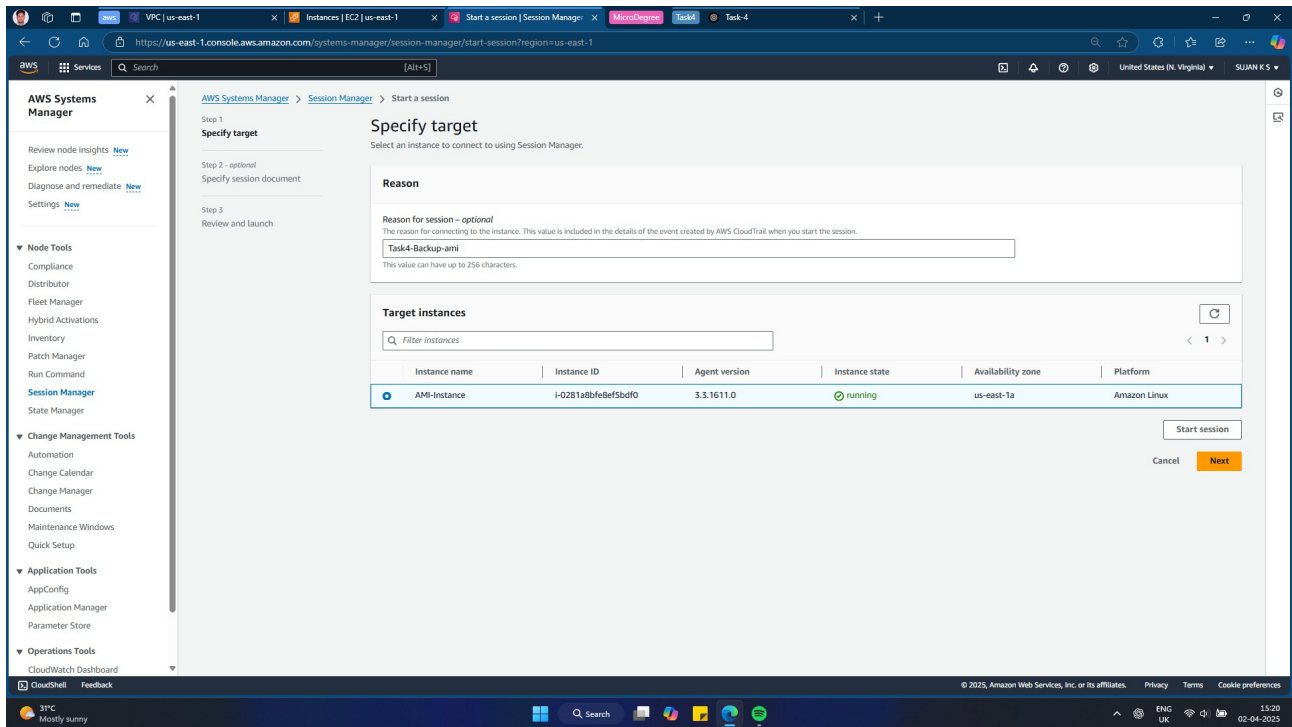 aws
VPC | us-east-1
Instances | EC2 | us-east-1
Start a session | Session Manager
MicroDegree
Task4
Task-4
https://us-east-1.console.aws.amazon.com/systems-manager/session-manager/start-session?region=us-east-1
aws
Services
Search
[Alt+S]
United States (N. Virginia)
SUJAN K S
AWS Systems
Manager
Review node insights New
Explore nodes New
Diagnose and remediate New
Settings New
Node Tools
Compliance
Distributor
Fleet Manager
Hybrid Activations
Inventory
Patch Manager
Run Command
Session Manager
State Manager
Change Management Tools
Automation
Change Calendar
Change Manager
Documents
Maintenance Windows
Quick Setup
Application Tools
AppConfig
Application Manager
Parameter Store
Operations Tools
CloudWatch Dashboard
AWS Systems Manager > Session Manager > Start a session
Step 1
Specify target
Step 2 - optional
Specify session document
Step 3
Review and launch
Specify target
Select an instance to connect to using Session Manager.
Reason
Reason for session – optional
The reason for connecting to the instance. This value is included in the details of the event created by AWS CloudTrail when you start the session.
Task4-Backup-ami
This value can have up to 256 characters.
Target instances
Filter instances
1
Instance name Instance ID Agent version Instance state Availability zone Platform
AMI-Instance i-0281a8bfe8ef5bdf0 3.3.1611.0 running us-east-1a Amazon Linux
Start session
Cancel Next
CloudShell Feedback
© 2025, Amazon Web Services, Inc. or its affiliates. Privacy Terms Cookie preferences
31°C
Mostly sunny
Search
ENG
UK
15:20
02-04-2025